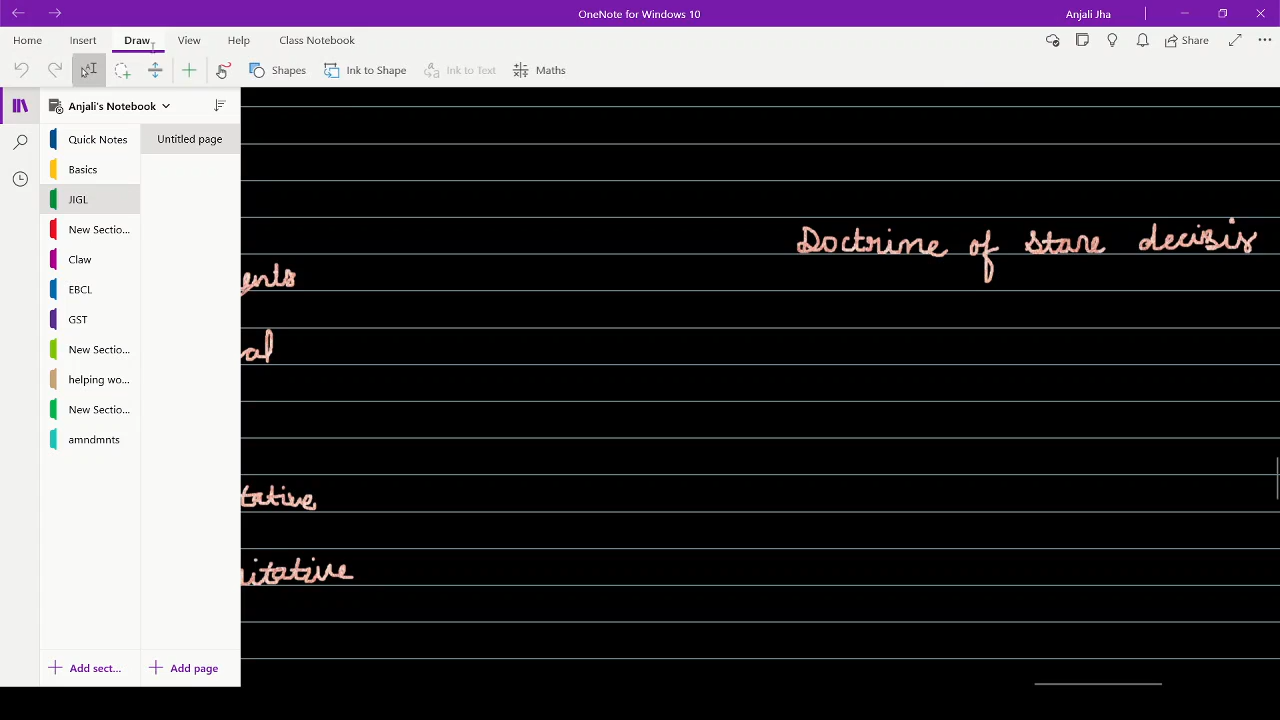 OneNote for Windows 10
Anjali Jha
Home Insert Draw View Help Class Notebook
Share
Shapes Ink to Shape Ink to Text Maths
Anjali's Notebook
Quick Notes
Basics
JIGL
New Sectio...
Claw
EBCL
GST
New Sectio...
helping wo...
New Sectio...
amndmnts
Add sect...
Untitled page
Add page
Doctrine of stare decisis
ents
al
tative
itative